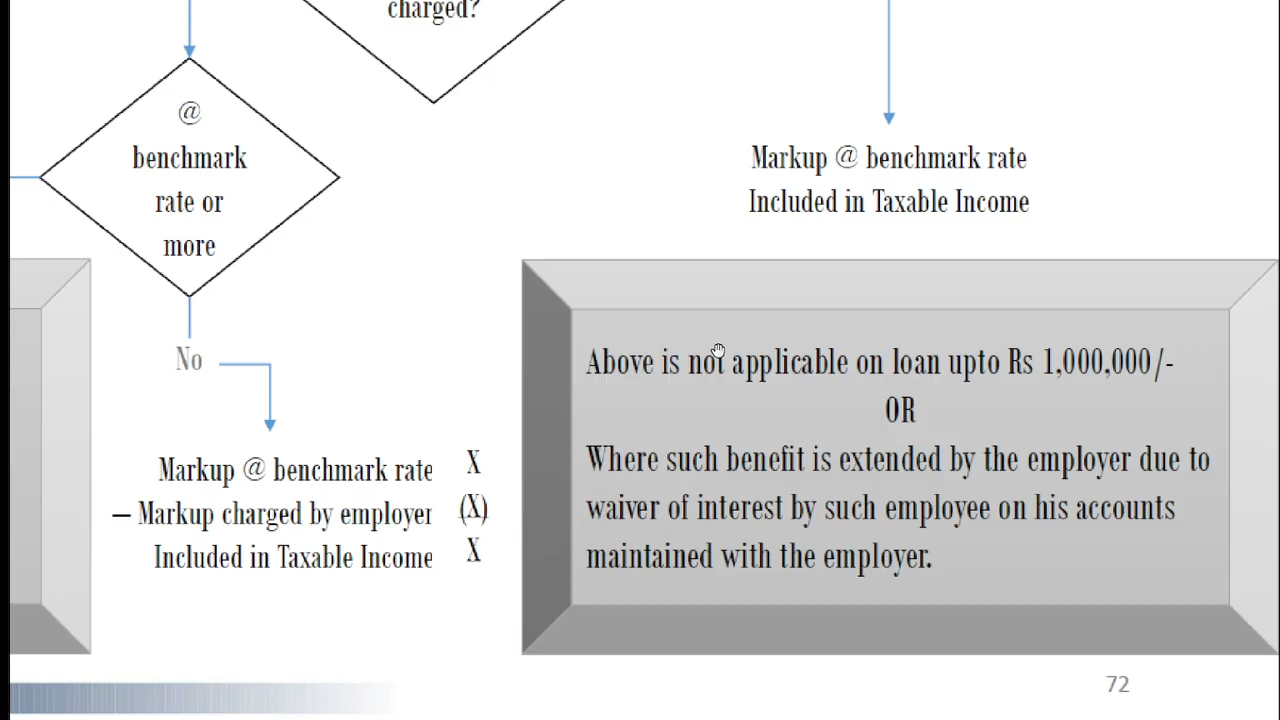 charged?
@
benchmark
rate or
more
Markup @ benchmark rate
Included in Taxable Income
No
Markup @ benchmark rate X
– Markup charged by employer (X)
Included in Taxable Income X
Above is not applicable on loan upto Rs 1,000,000/-
OR
Where such benefit is extended by the employer due to
waiver of interest by such employee on his accounts
maintained with the employer.
72